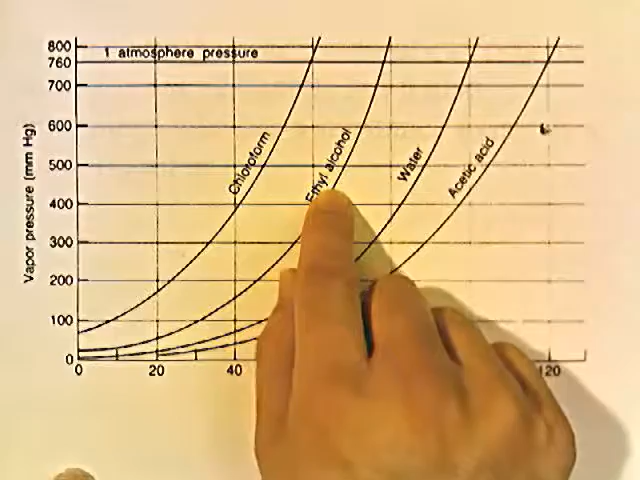 800
1 atmosphere pressure
760
700
600
500
400
300
200
100
0
Vapor pressure (mm Hg)
Chloroform
Ethyl alcohol
Water
Acetic acid
0 20 40 120